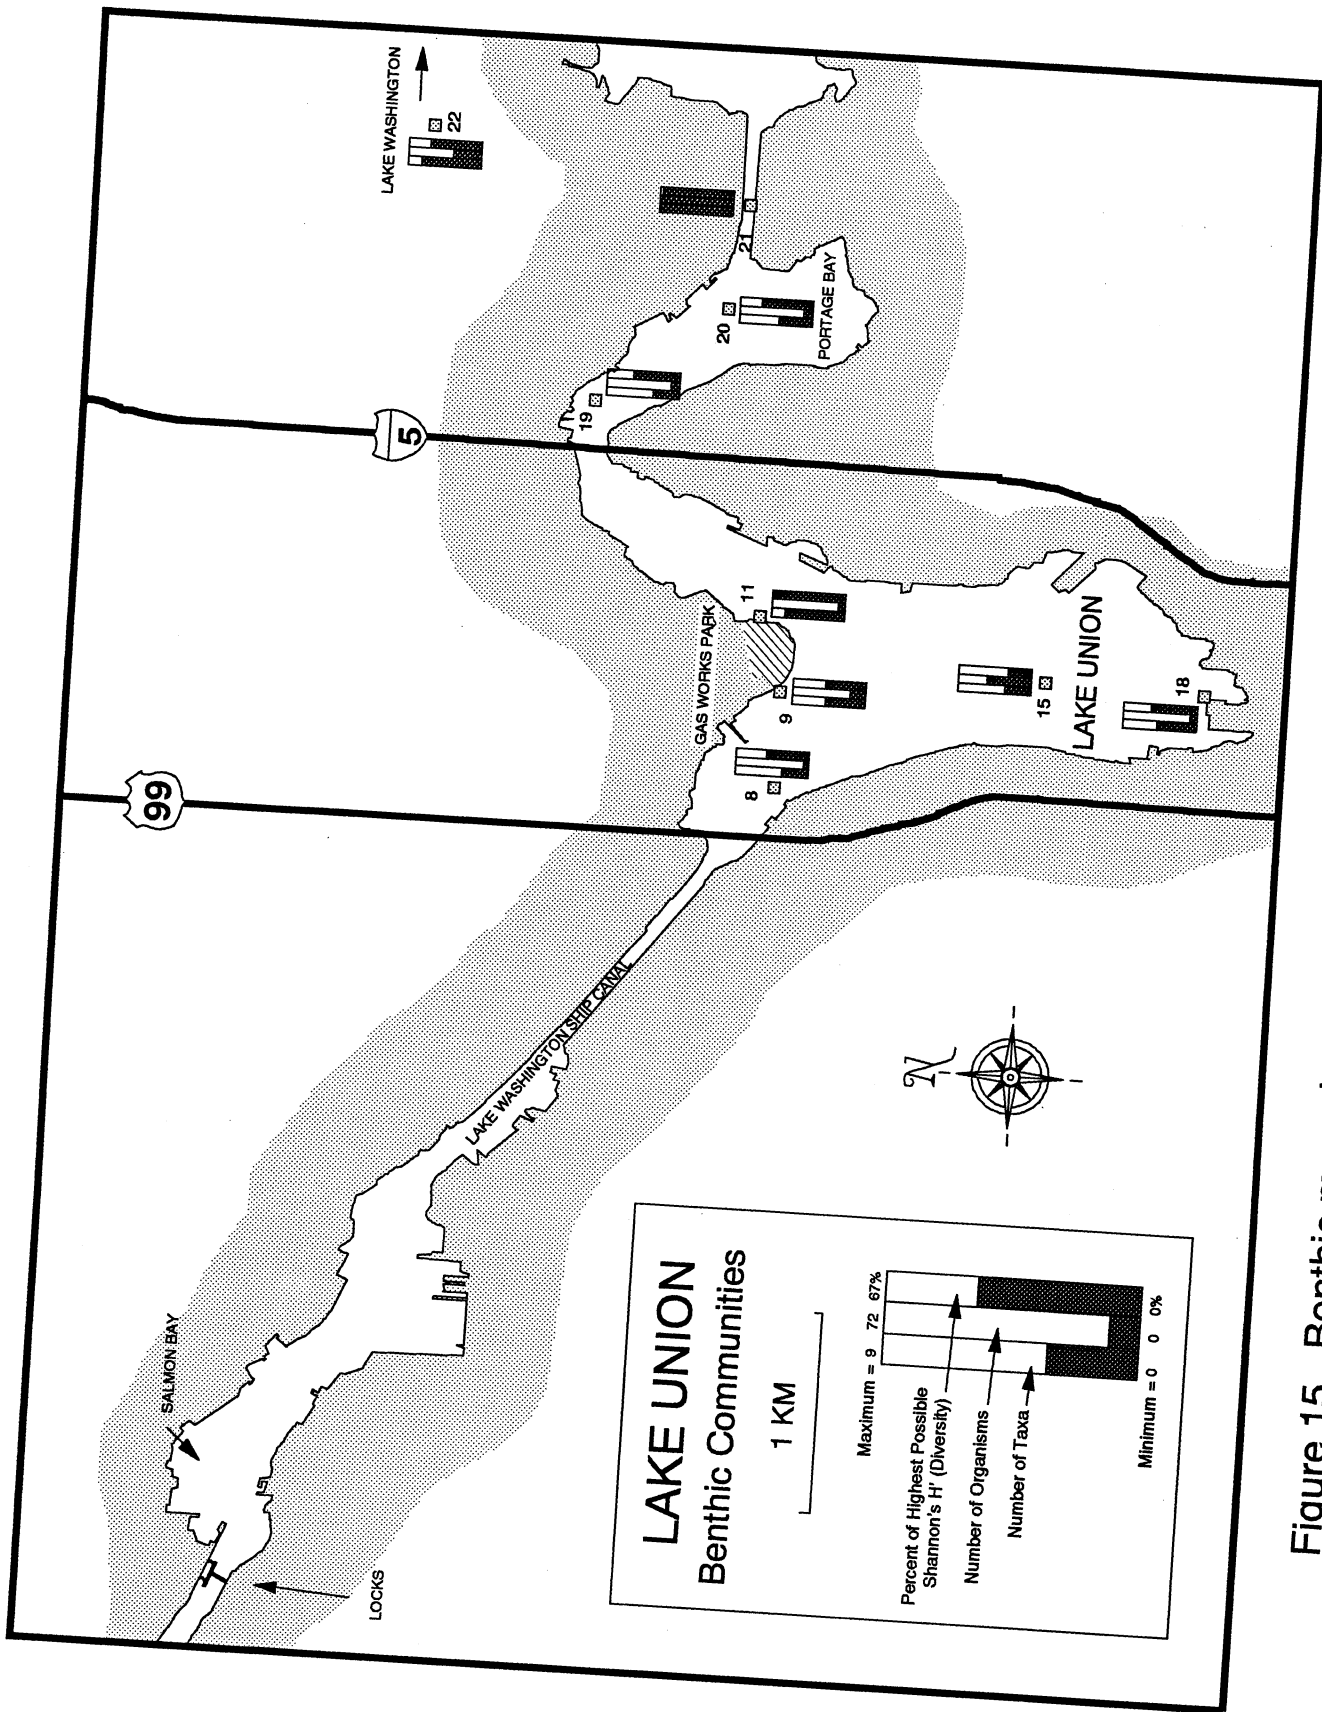 LAKE WASHINGTON
22
21
20
PORTAGE BAY
19
5
11
GAS WORKS PARK
9
8
15
LAKE UNION
18
99
LAKE WASHINGTON SHIP CANAL
SALMON BAY
LOCKS
N
LAKE UNION
Benthic Communities
1 KM
Maximum = 9 72 67%
Percent of Highest Possible
Shannon's H' (Diversity)
Number of Organisms
Number of Taxa
Minimum = 0 0 0%
Figure 15. Benthic